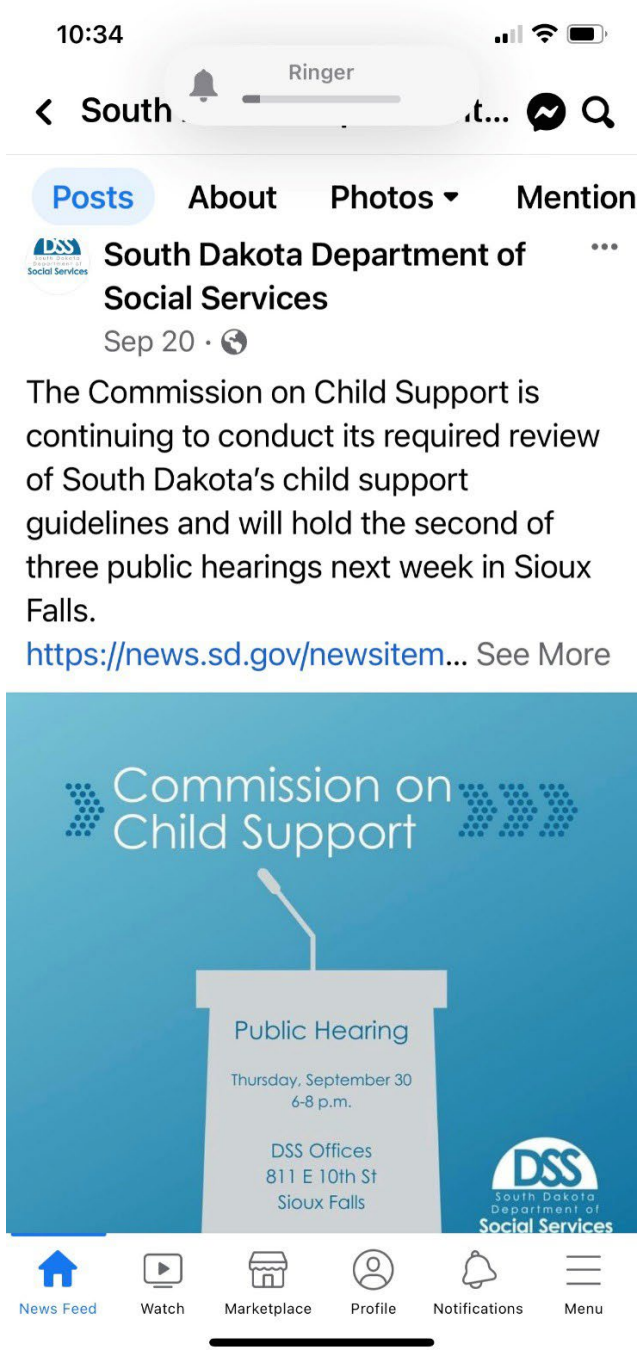 10:34
Ringer
South ... t...
Posts About Photos Mention
DSS
South Dakota
Department of
Social Services
South Dakota Department of
Social Services
Sep 20 ·
The Commission on Child Support is
continuing to conduct its required review
of South Dakota's child support
guidelines and will hold the second of
three public hearings next week in Sioux
Falls.
https://news.sd.gov/newsitem... See More
Commission on
Child Support
Public Hearing
Thursday, September 30
6-8 p.m.
DSS Offices
811 E 10th St
Sioux Falls
DSS
South Dakota
Department of
Social Services
News Feed Watch Marketplace Profile Notifications Menu